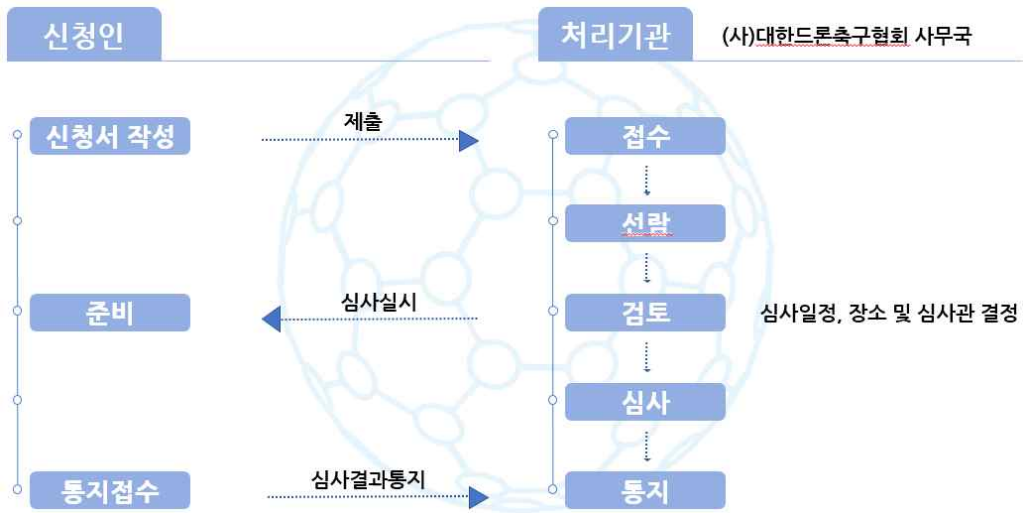 신청인
처리기관
(사)대한드론축구협회 사무국
신청서 작성
제출
접수
선람
준비
심사실시
검토
심사일정, 장소 및 심사관 결정
심사
통지접수
심사결과통지
통지